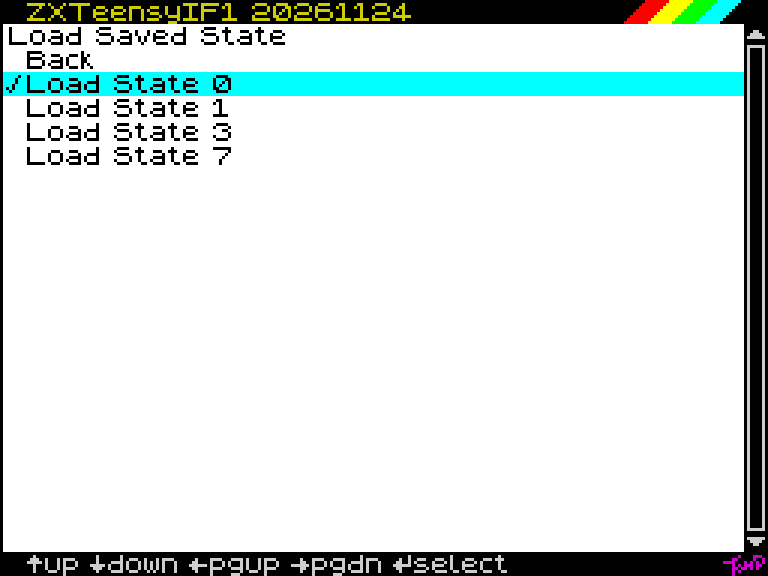 ZXTeensyIF1 20261124
Load Saved State
Back
✓Load State 0
Load State 1
Load State 3
Load State 7
↑up ↓down ←pgup →pgdn ↵select